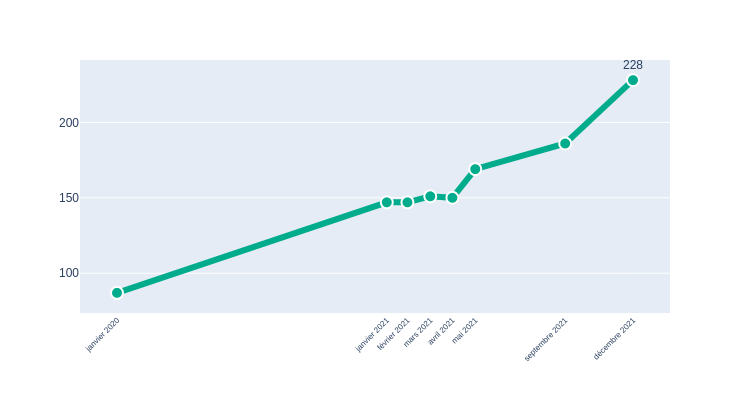 228
200
150
100
janvier 2020
janvier 2021
février 2021
mars 2021
avril 2021
mai 2021
septembre 2021
décembre 2021